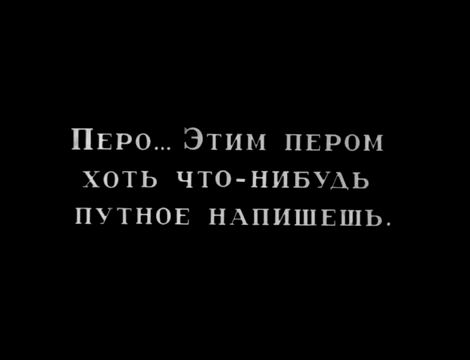 Перо... Этим пером
хоть что-нибудь
путное напишешь.